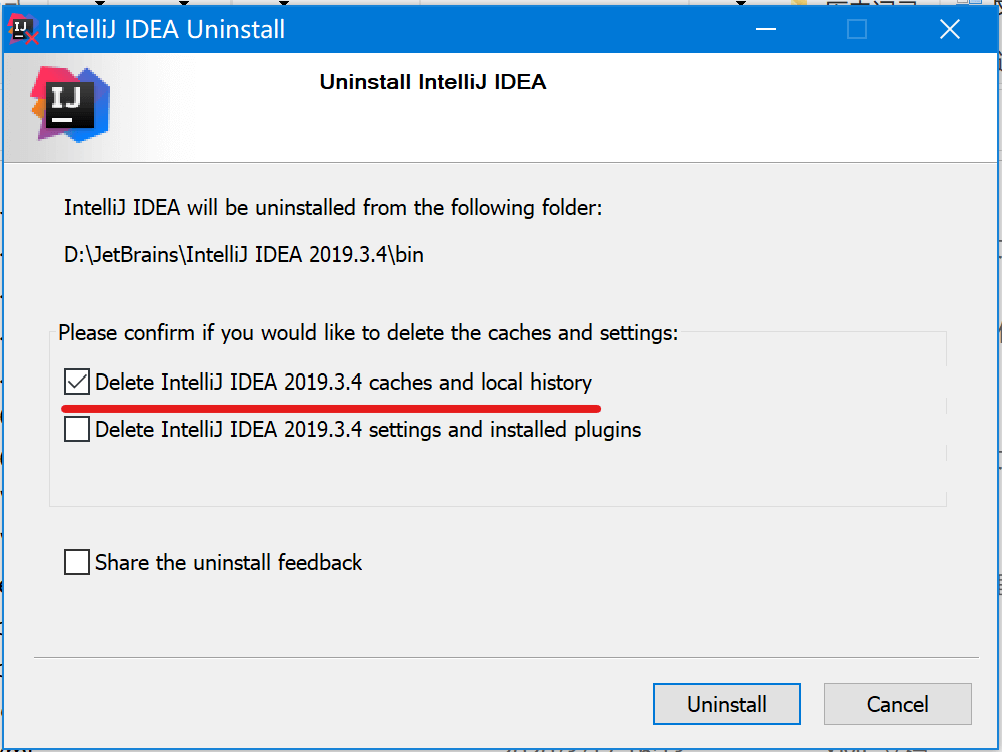 IntelliJ IDEA Uninstall
IJ
Uninstall IntelliJ IDEA
IntelliJ IDEA will be uninstalled from the following folder:
D:\JetBrains\IntelliJ IDEA 2019.3.4\bin
Please confirm if you would like to delete the caches and settings:
Delete IntelliJ IDEA 2019.3.4 caches and local history
Delete IntelliJ IDEA 2019.3.4 settings and installed plugins
Share the uninstall feedback
Uninstall
Cancel